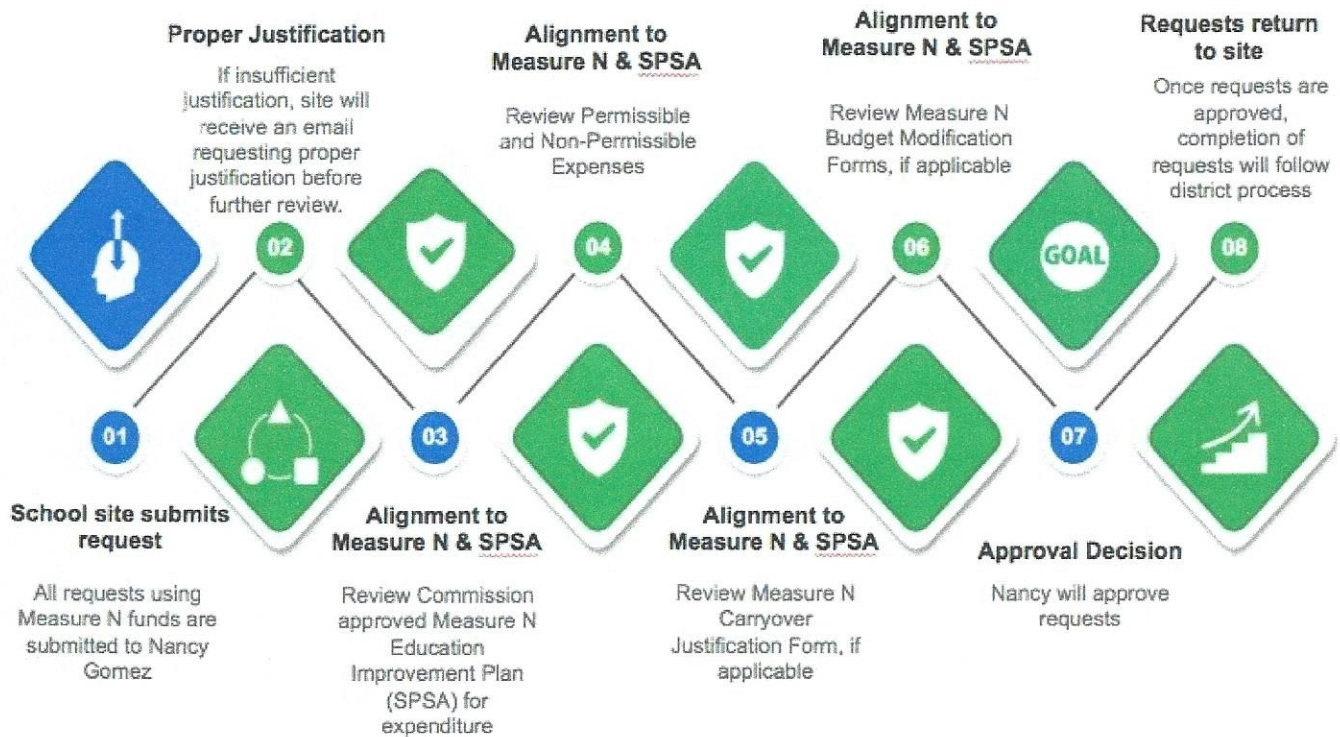 Proper Justification
If insufficient
justification, site will
receive an email
requesting proper
justification before
further review.
Alignment to
Measure N & SPSA
Review Permissible
and Non-Permissible
Expenses
Alignment to
Measure N & SPSA
Review Measure N
Budget Modification
Forms, if applicable
Requests return
to site
Once requests are
approved,
completion of
requests will follow
district process
02
04
06
GOAL
08
01
03
05
07
School site submits
request
All requests using
Measure N funds are
submitted to Nancy
Gomez
Alignment to
Measure N & SPSA
Review Commission
approved Measure N
Education
Improvement Plan
(SPSA) for
expenditure
Alignment to
Measure N & SPSA
Review Measure N
Carryover
Justification Form, if
applicable
Approval Decision
Nancy will approve
requests